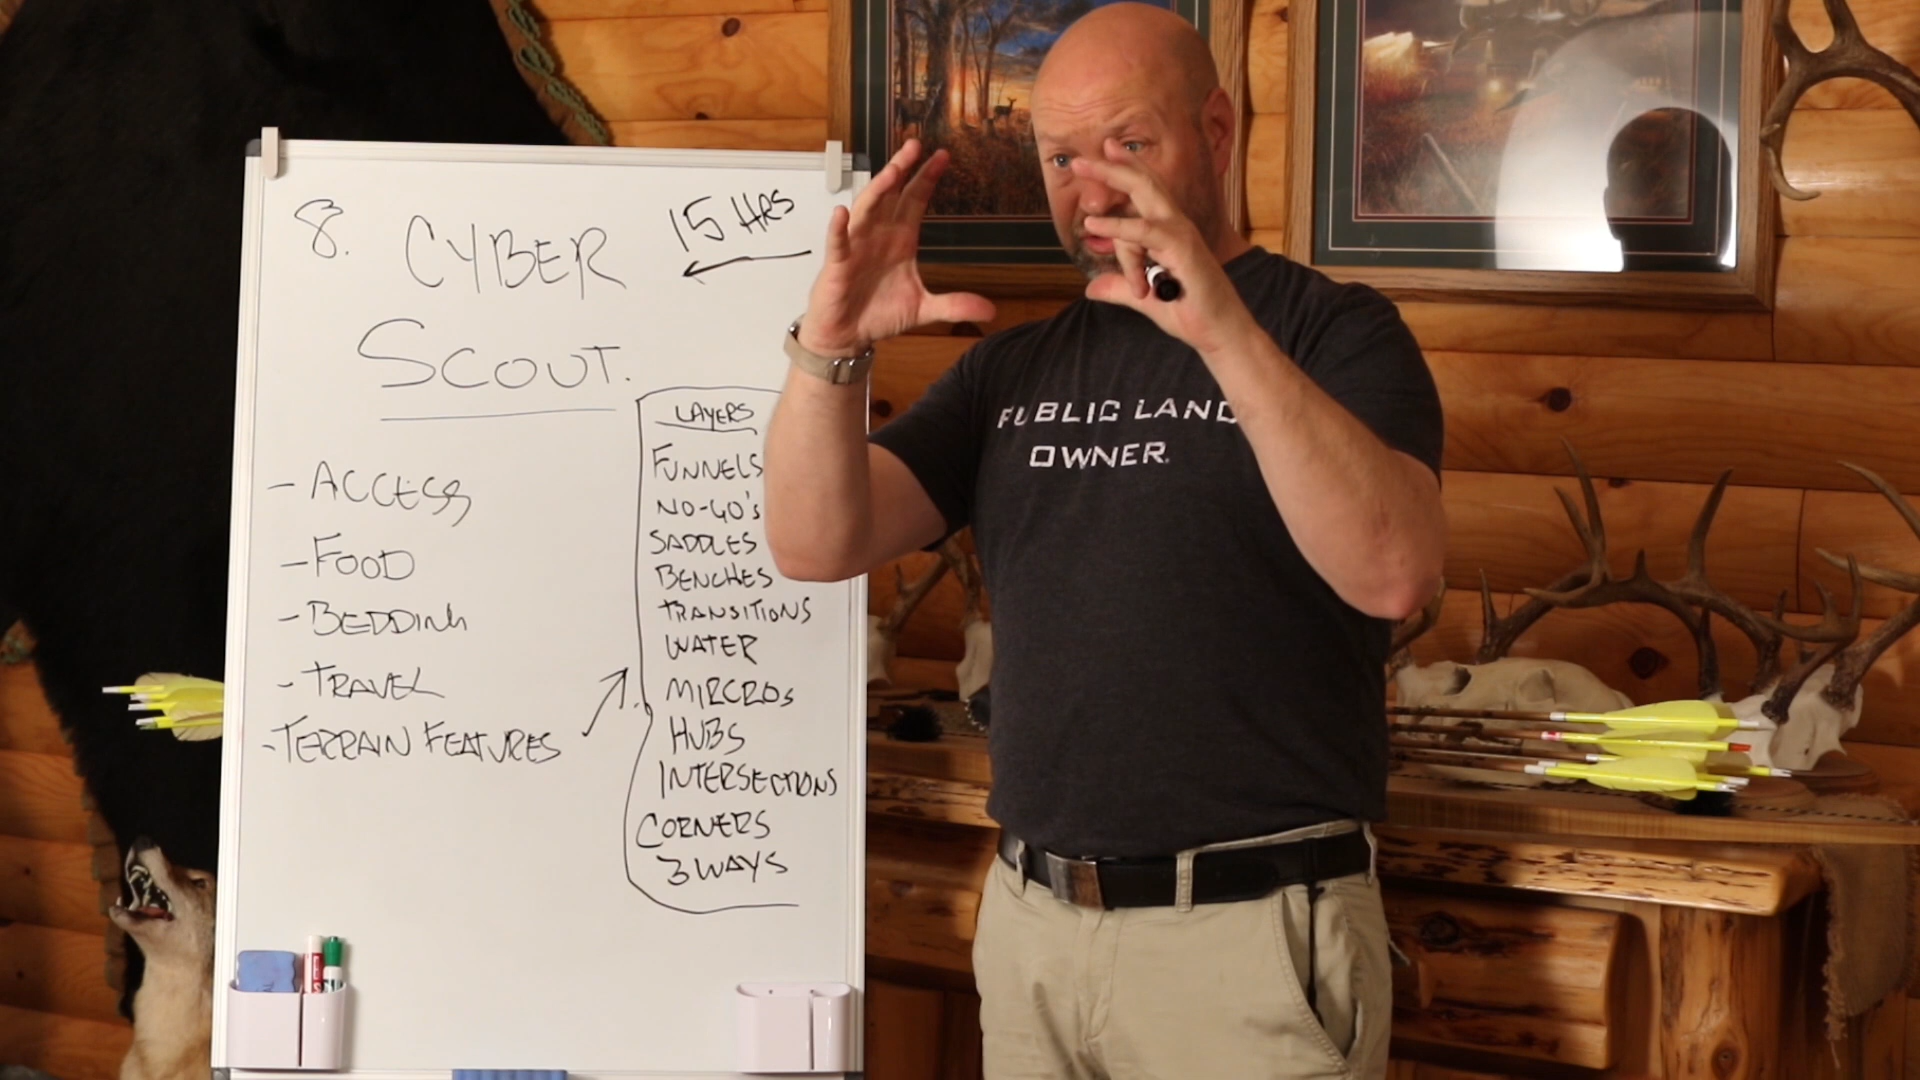 8. CYBER
15 HRS
SCOUT.
- ACCESS
- FOOD
- BEDDING
- TRAVEL
- TERRAIN FEATURES
LAYERS
FUNNELS
NO-GO'S
SADDLES
BENCHES
TRANSITIONS
WATER
MIRCROS
HUBS
INTERSECTIONS
CORNERS
3 WAYS
PUBLIC LAND
OWNER.